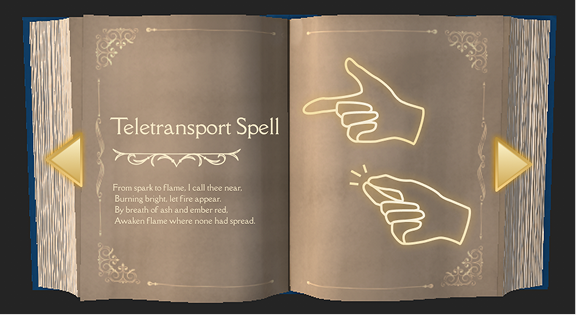 Teletransport Spell
From spark to flame, I call thee near,
Burning bright, let fire appear.
By breath of ash and ember red,
Awaken flame where none had spread.